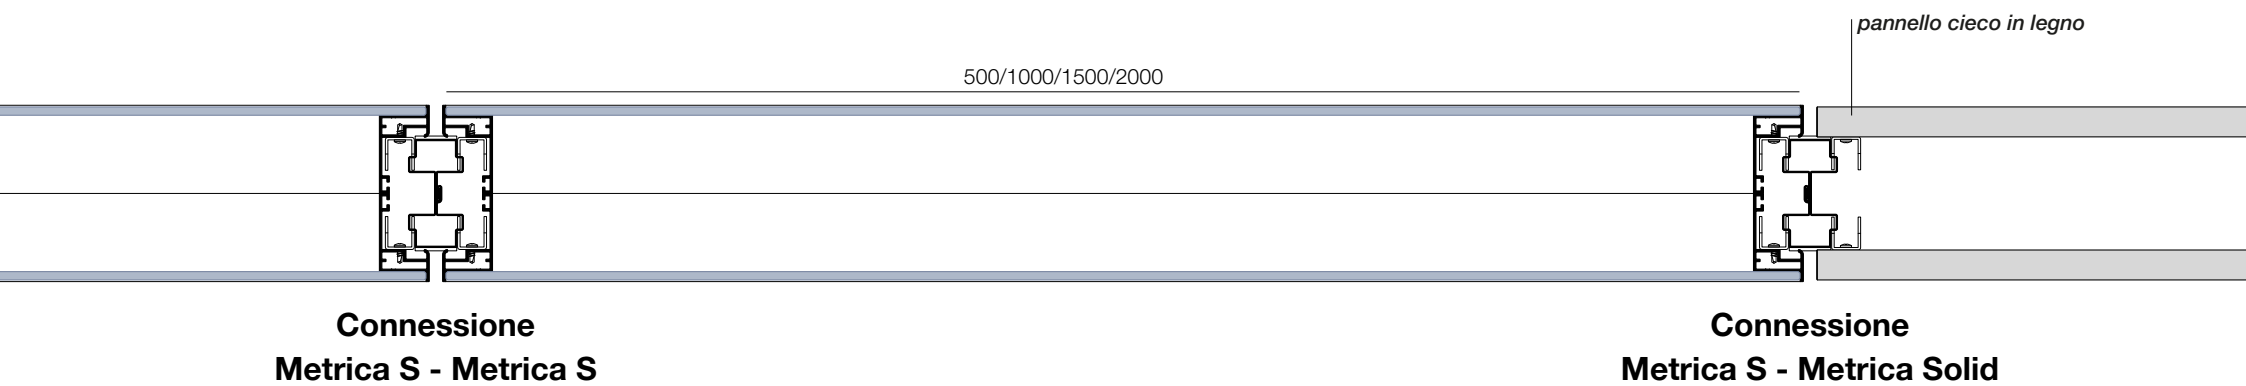 pannello cieco in legno
500/1000/1500/2000
Connessione
Metrica S - Metrica S
Connessione
Metrica S - Metrica Solid